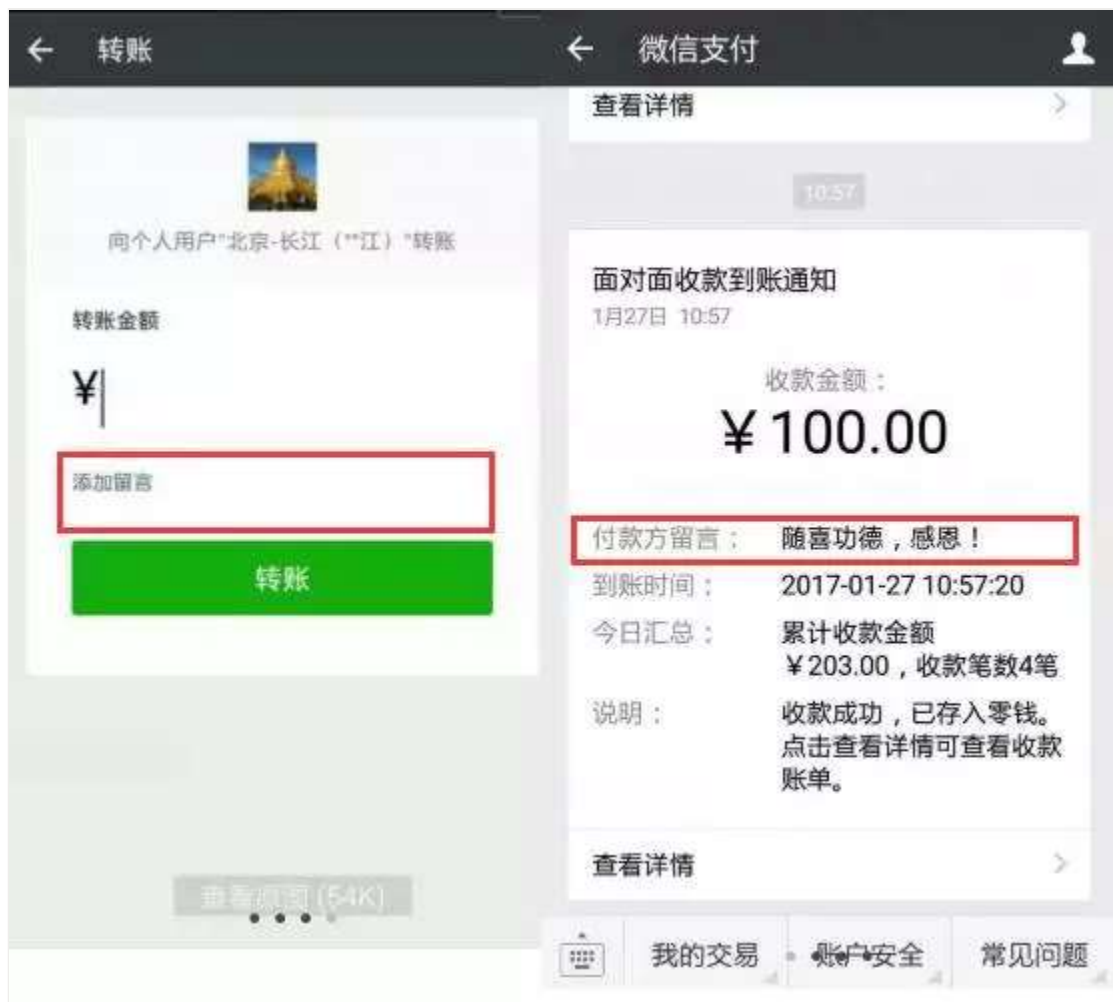 转账
向个人用户"北京-长江（**江）"转账
转账金额
¥
添加留言
转账
查看原图(54K)
微信支付
查看详情
10:57
面对面收款到账通知
1月27日 10:57
收款金额：
¥100.00
付款方留言： 随喜功德，感恩！
到账时间： 2017-01-27 10:57:20
今日汇总： 累计收款金额
¥203.00，收款笔数4笔
说明： 收款成功，已存入零钱。
点击查看详情可查看收款
账单。
查看详情
我的交易 账户安全 常见问题